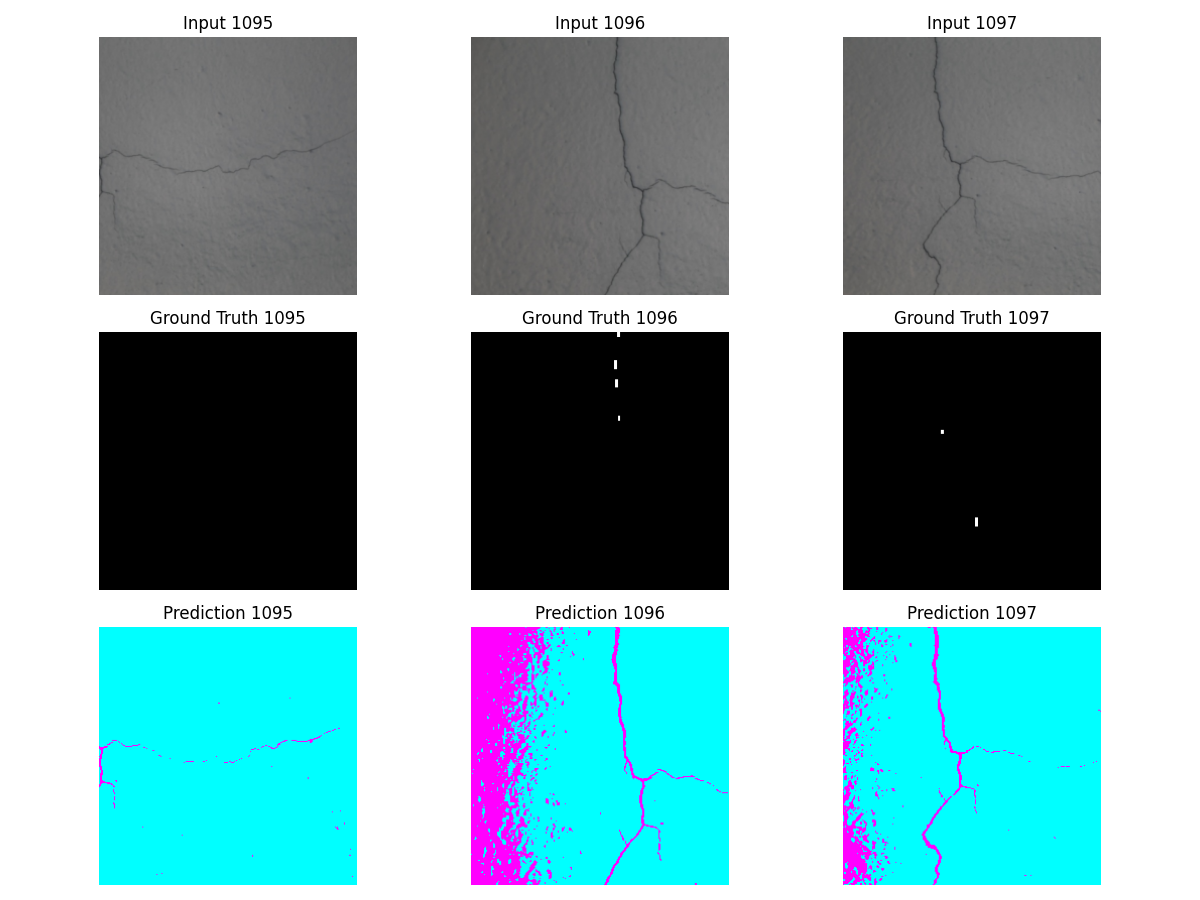 Input 1095
Input 1096
Input 1097
Ground Truth 1095
Ground Truth 1096
Ground Truth 1097
Prediction 1095
Prediction 1096
Prediction 1097